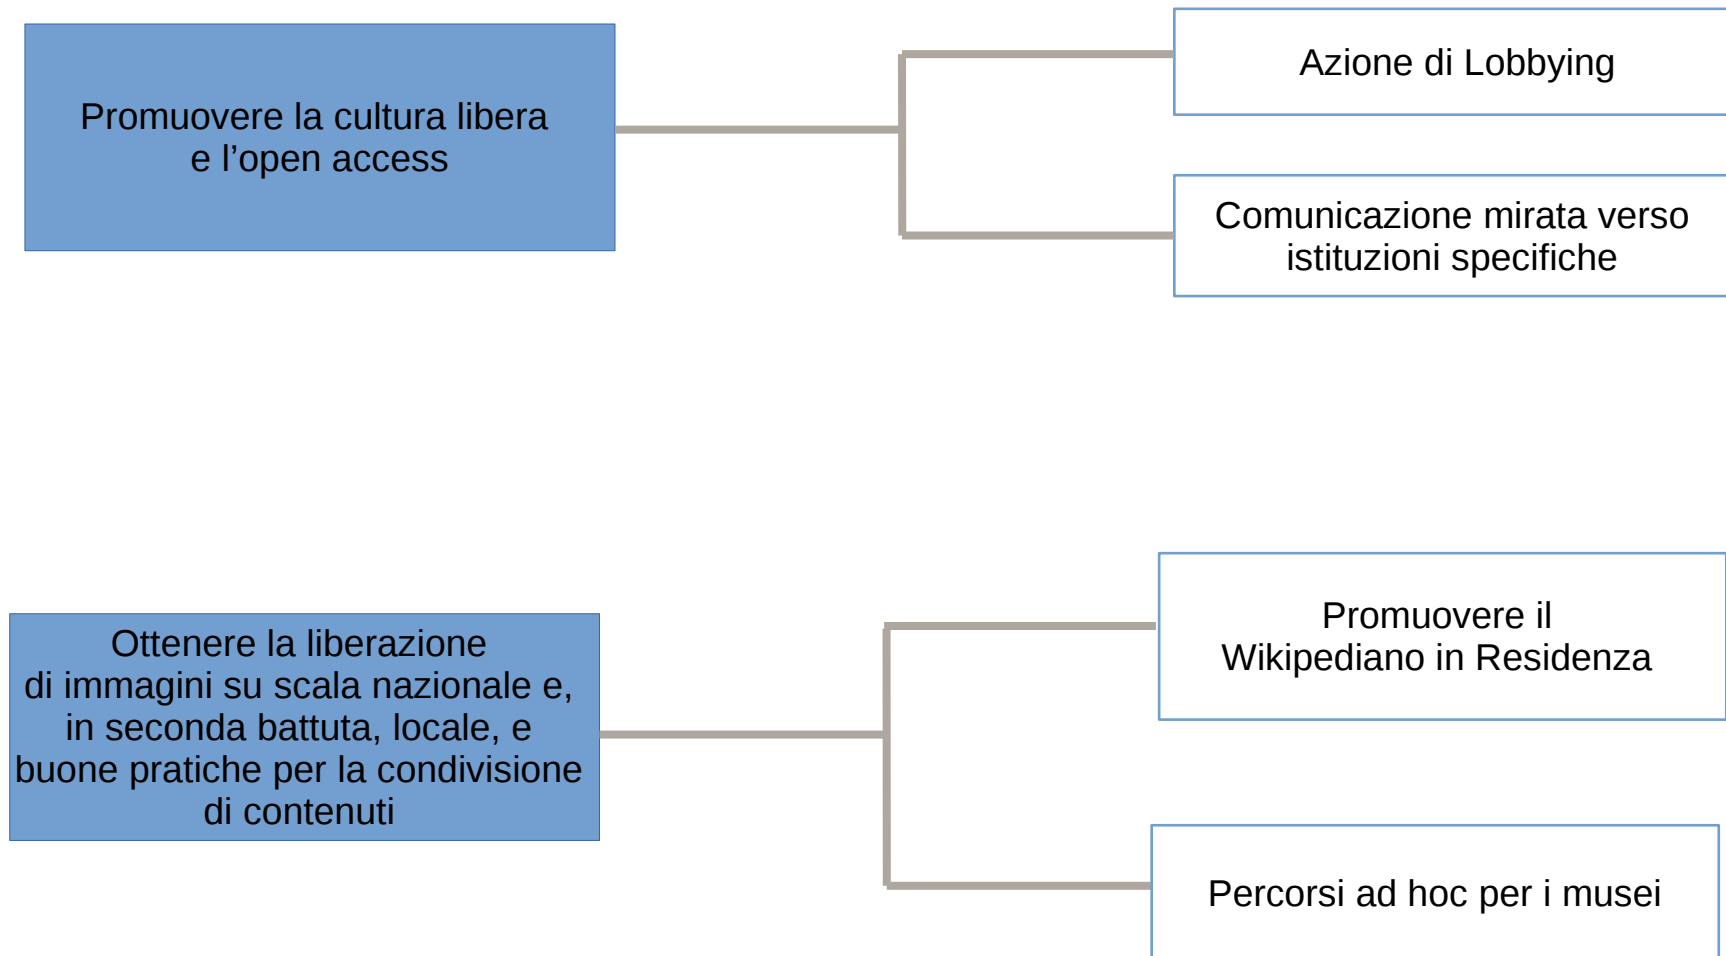 Promuovere la cultura libera
e l’open access
Azione di Lobbying
Comunicazione mirata verso
istituzioni specifiche
Ottenere la liberazione
di immagini su scala nazionale e,
in seconda battuta, locale, e
buone pratiche per la condivisione
di contenuti
Promuovere il
Wikipediano in Residenza
Percorsi ad hoc per i musei